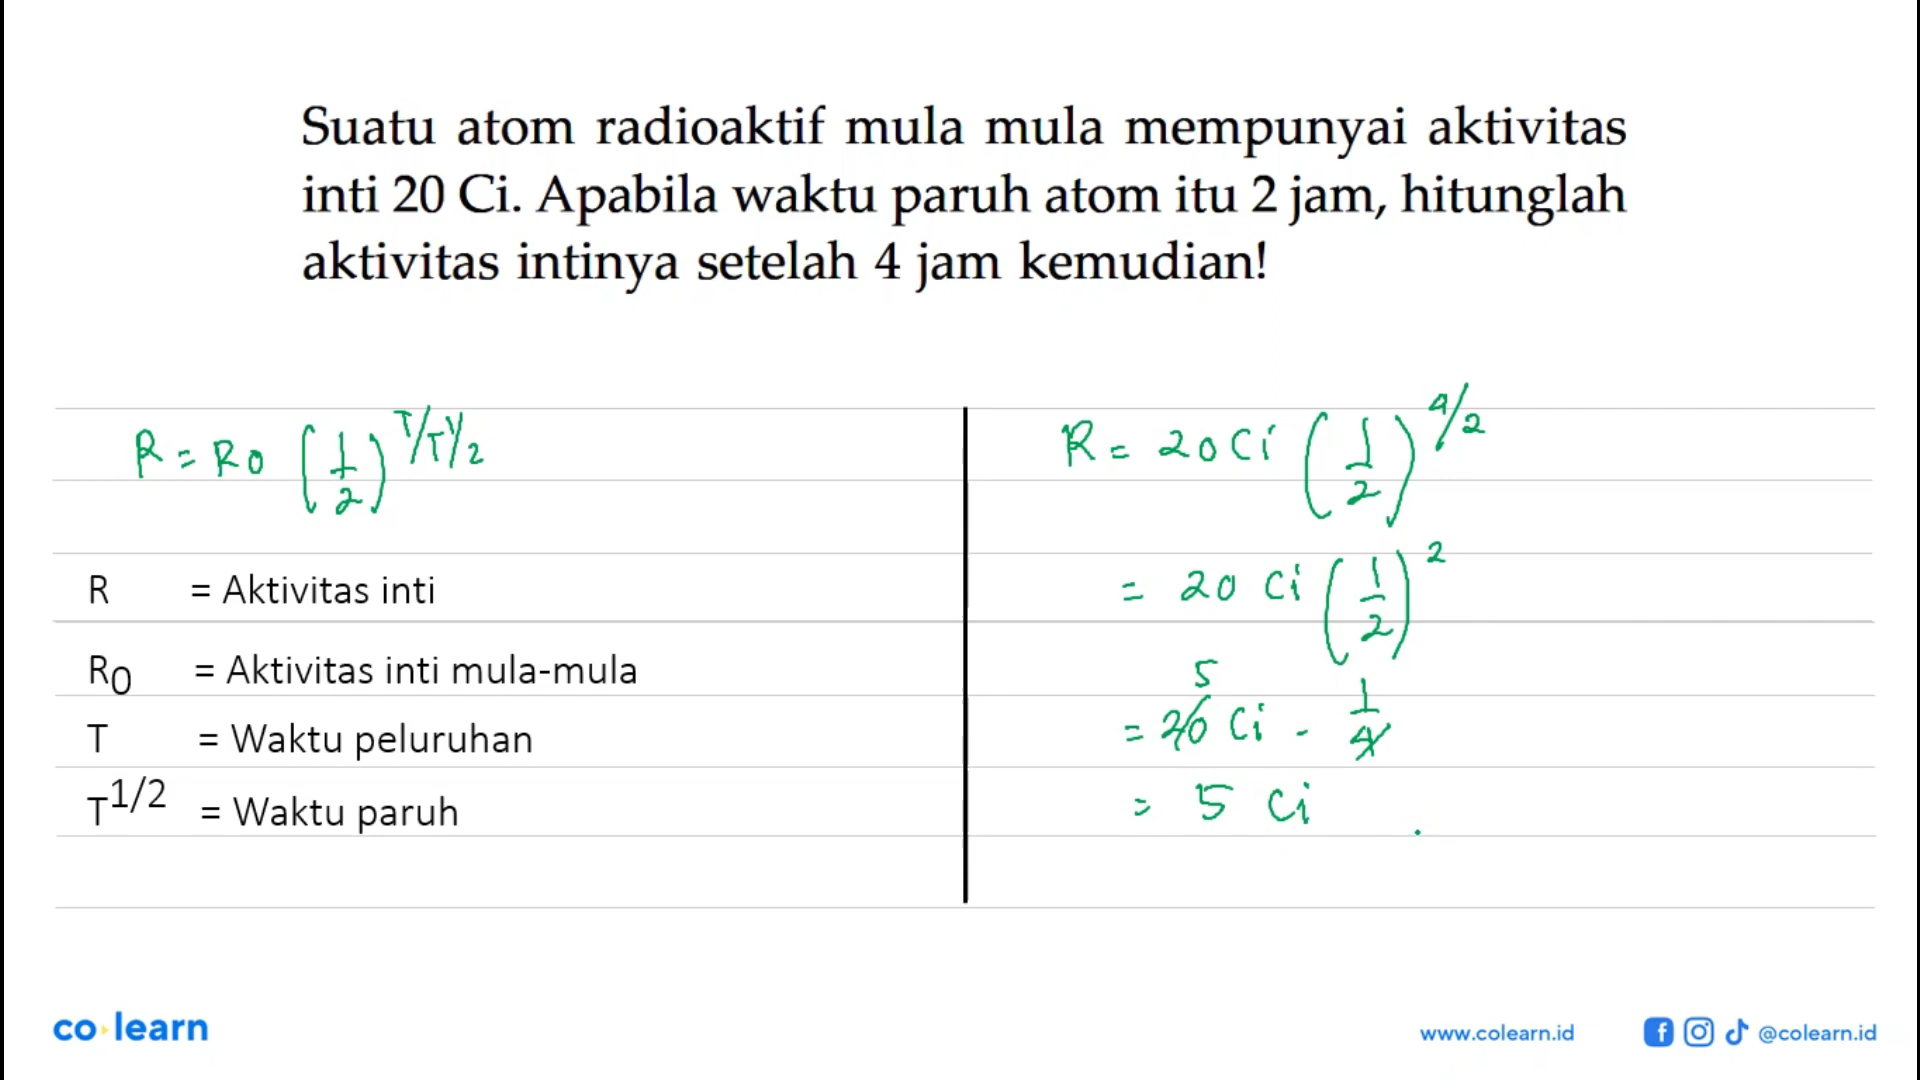 Suatu atom radioaktif mula mula mempunyai aktivitas
inti 20 Ci. Apabila waktu paruh atom itu 2 jam, hitunglah
aktivitas intinya setelah 4 jam kemudian!
R = R0 (1/2)^T/T1/2
R = Aktivitas inti
R0 = Aktivitas inti mula-mula
T = Waktu peluruhan
T1/2 = Waktu paruh
R = 20 Ci (1/2)^4/2
= 20 Ci (1/2)^2
5
= 20 Ci . 1/4
= 5 Ci
co learn
www.colearn.id
@colearn.id